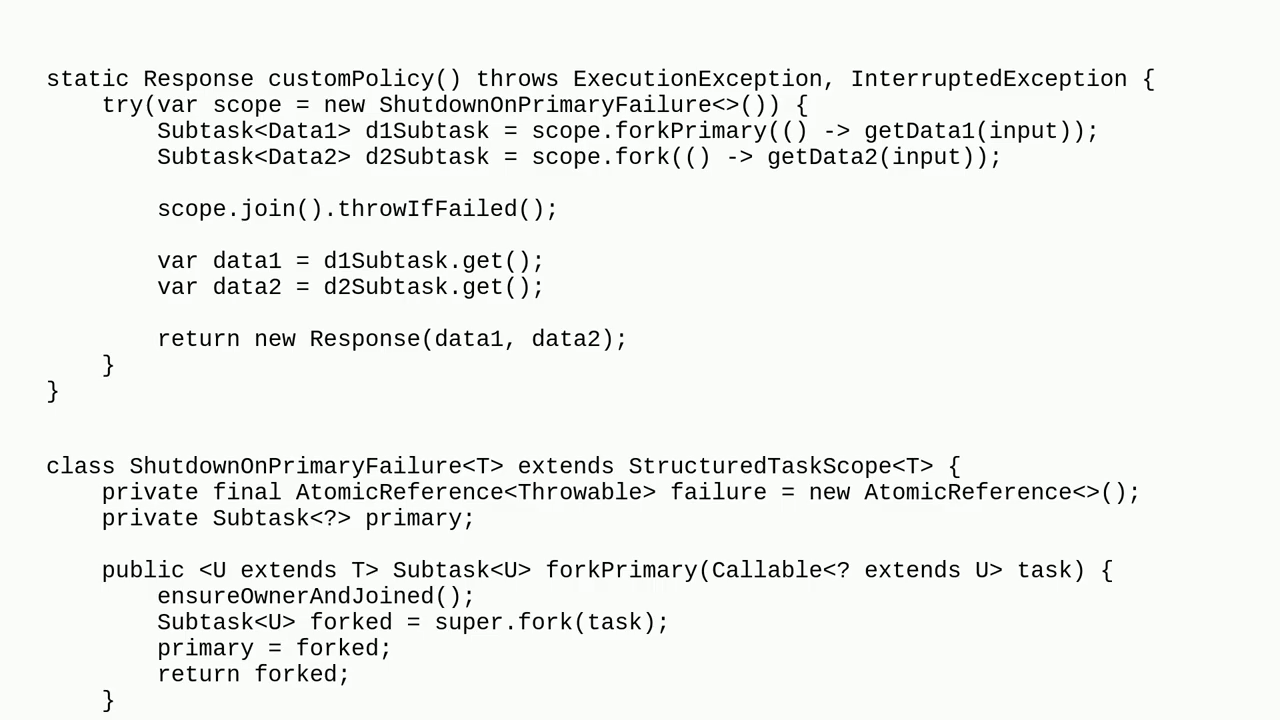 static Response customPolicy() throws ExecutionException, InterruptedException {
    try(var scope = new ShutdownOnPrimaryFailure<>()) {
        Subtask<Data1> d1Subtask = scope.forkPrimary(() -> getData1(input));
        Subtask<Data2> d2Subtask = scope.fork(() -> getData2(input));

        scope.join().throwIfFailed();

        var data1 = d1Subtask.get();
        var data2 = d2Subtask.get();

        return new Response(data1, data2);
    }
}

class ShutdownOnPrimaryFailure<T> extends StructuredTaskScope<T> {
    private final AtomicReference<Throwable> failure = new AtomicReference<>();
    private Subtask<?> primary;

    public <U extends T> Subtask<U> forkPrimary(Callable<? extends U> task) {
        ensureOwnerAndJoined();
        Subtask<U> forked = super.fork(task);
        primary = forked;
        return forked;
    }